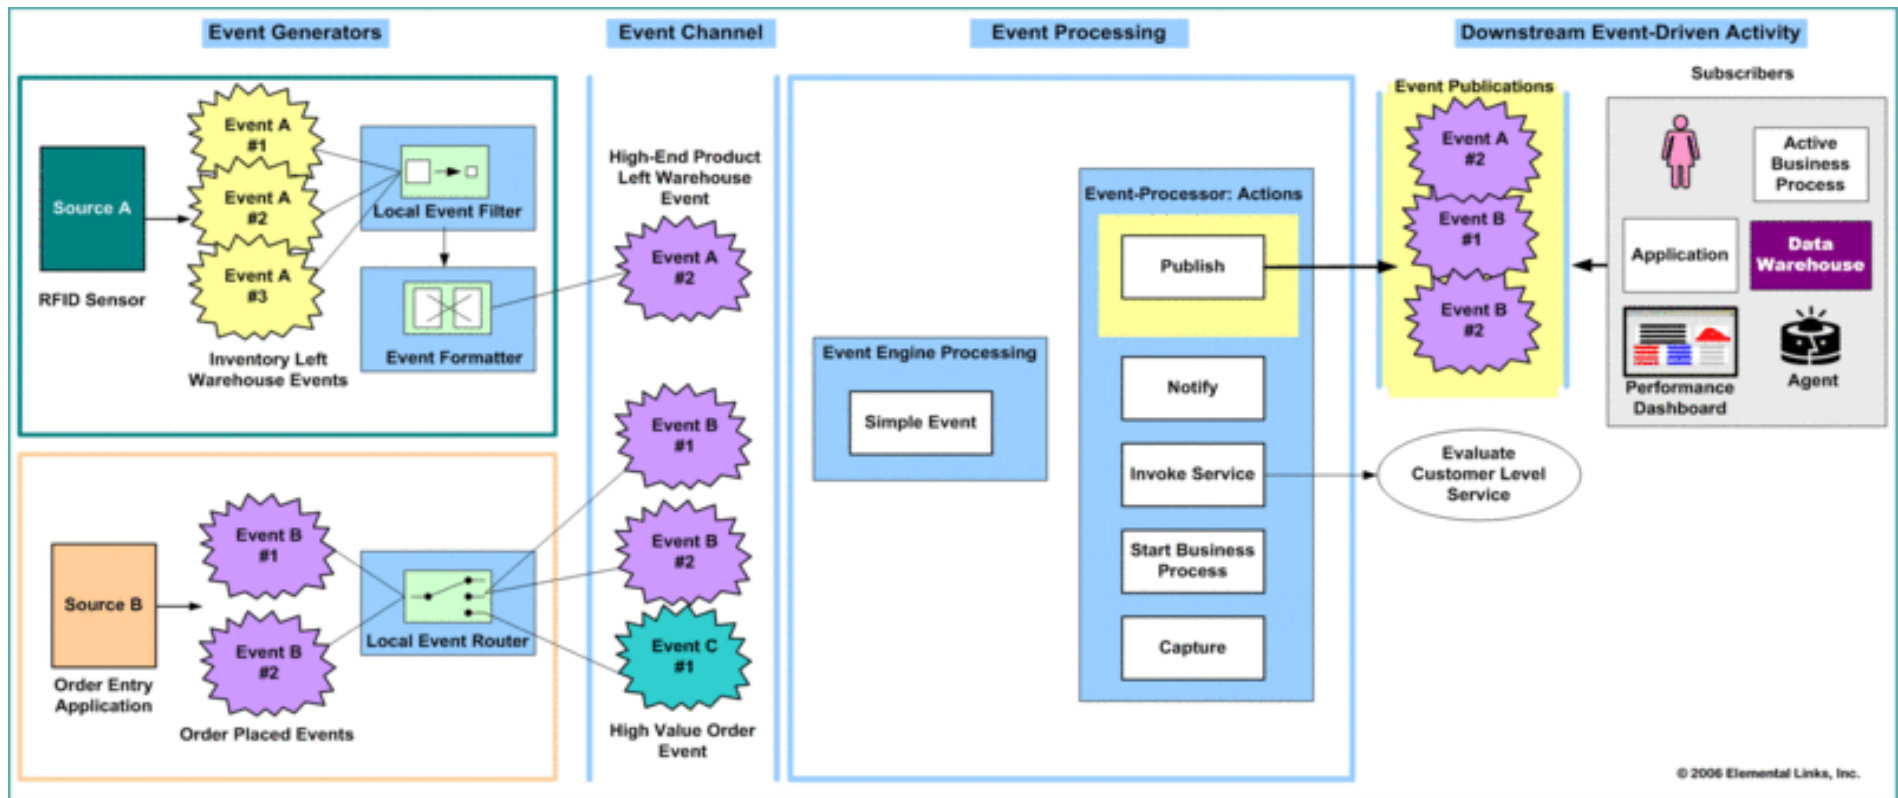 Event Generators
Event Channel
Event Processing
Downstream Event-Driven Activity
Source A
RFID Sensor
Event A
#1
Event A
#2
Event A
#3
Inventory Left
Warehouse Events
Local Event Filter
Event Formatter
Source B
Order Entry
Application
Event B
#1
Event B
#2
Order Placed Events
Local Event Router
High-End Product
Left Warehouse
Event
Event A
#2
Event B
#1
Event B
#2
Event C
#1
High Value Order
Event
Event Engine Processing
Simple Event
Event-Processor: Actions
Publish
Notify
Invoke Service
Start Business
Process
Capture
Event Publications
Event A
#2
Event B
#1
Event B
#2
Evaluate
Customer Level
Service
Subscribers
Active
Business
Process
Application
Data
Warehouse
Performance
Dashboard
Agent
© 2006 Elemental Links, Inc.